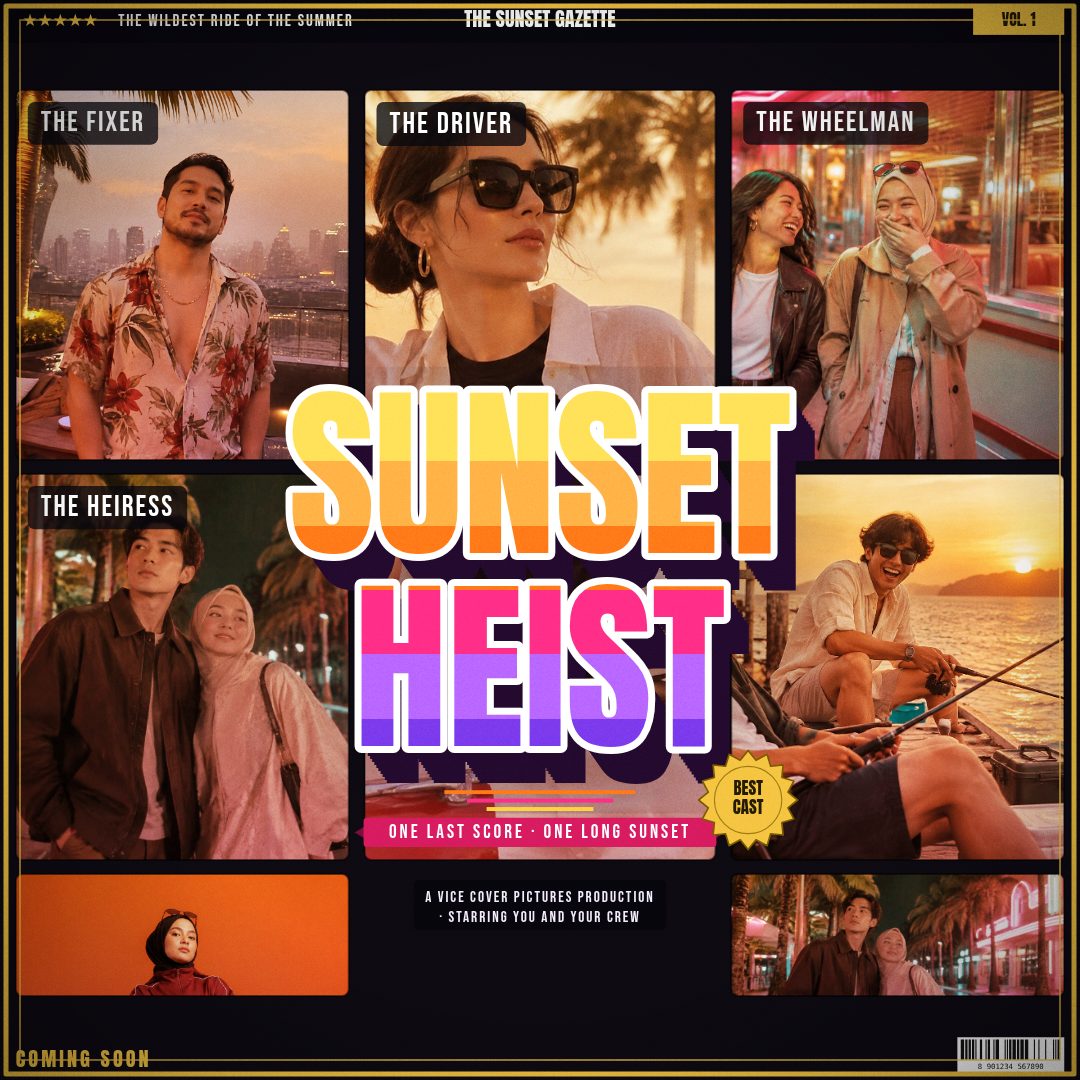 ★★★★★ THE WILDEST RIDE OF THE SUMMER
THE SUNSET GAZETTE
VOL. 1
THE FIXER
THE DRIVER
THE WHEELMAN
THE HEIRESS
SUNSET
HEIST
BEST
CAST
ONE LAST SCORE · ONE LONG SUNSET
A VICE COVER PICTURES PRODUCTION
· STARRING YOU AND YOUR CREW
COMING SOON
8 901234 567890